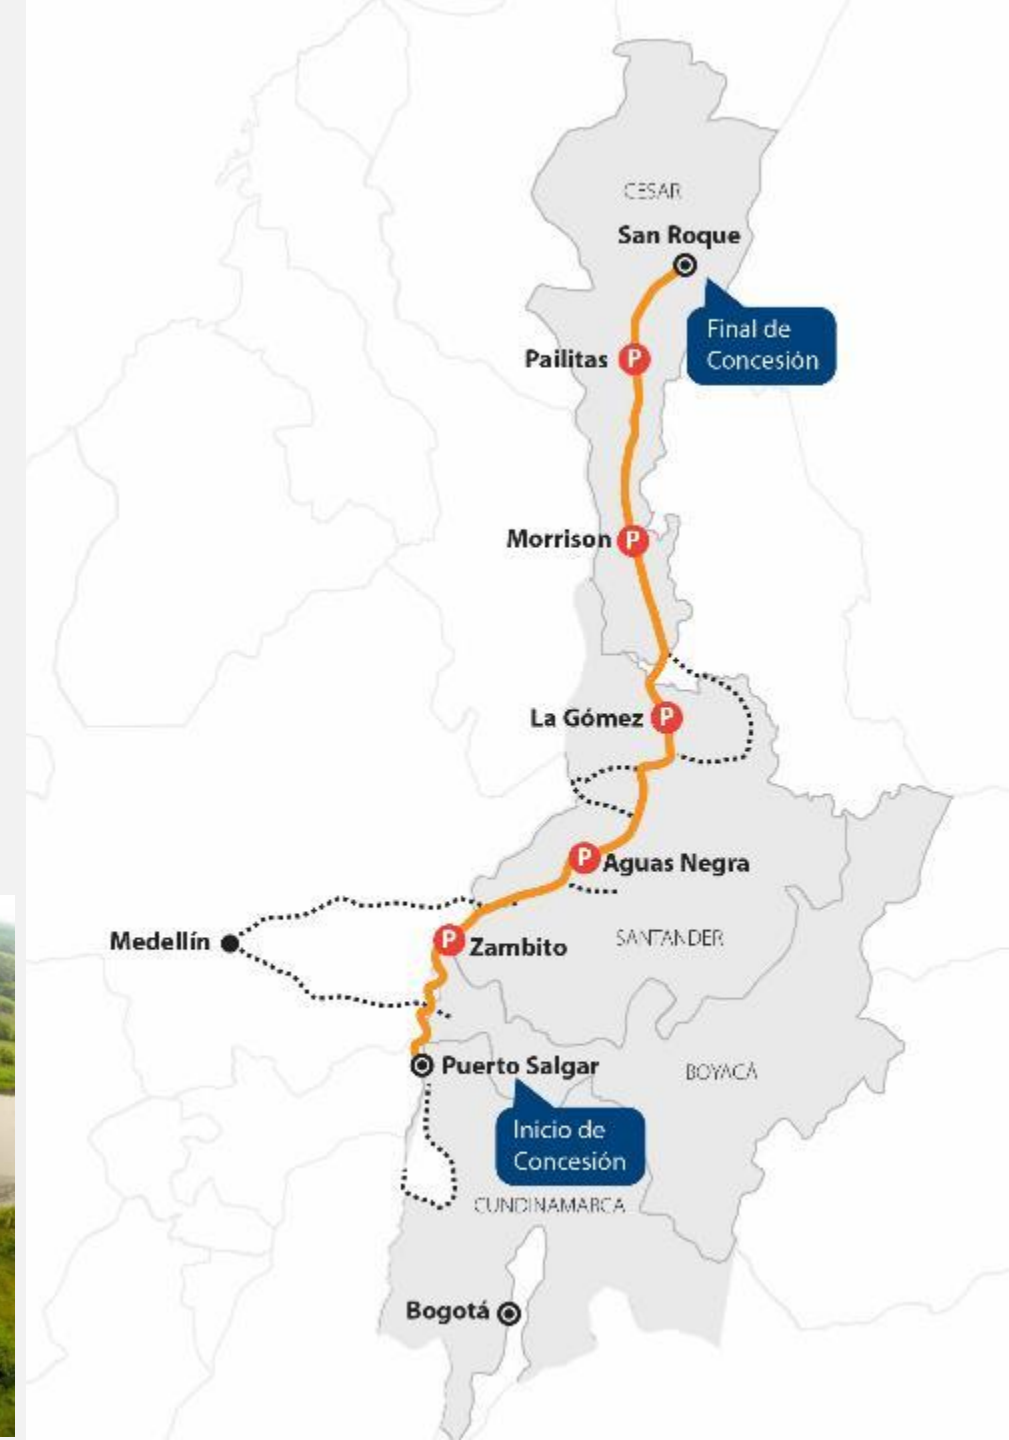 CESAR
San Roque
Final de
Concesión
Pailitas
P
Morrison
P
La Gómez
P
P
Aguas Negra
Medellín
P
Zambito
SANTANDER
Puerto Salgar
BOYACÁ
Inicio de
Concesión
CUNDINAMARCA
Bogotá